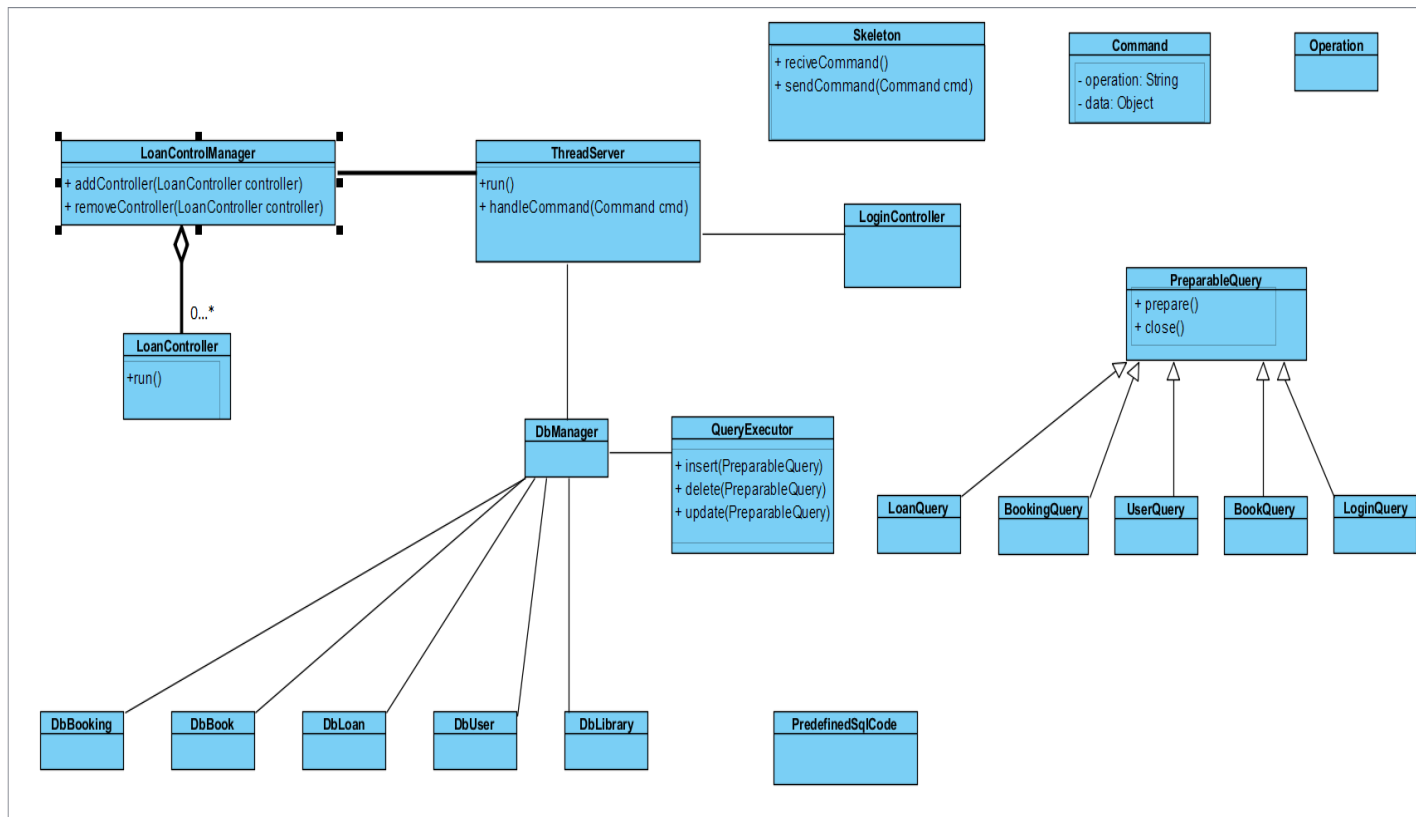 Skeleton
+ reciveCommand()
+ sendCommand(Command cmd)
Command
- operation: String
- data: Object
Operation
LoanControlManager
+ addController(LoanController controller)
+ removeController(LoanController controller)
ThreadServer
+run()
+ handleCommand(Command cmd)
LoginController
PreparableQuery
+ prepare()
+ close()
0...*
LoanController
+run()
DbManager
QueryExecutor
+ insert(PreparableQuery)
+ delete(PreparableQuery)
+ update(PreparableQuery)
LoanQuery
BookingQuery
UserQuery
BookQuery
LoginQuery
DbBooking
DbBook
DbLoan
DbUser
DbLibrary
PredefinedSqlCode